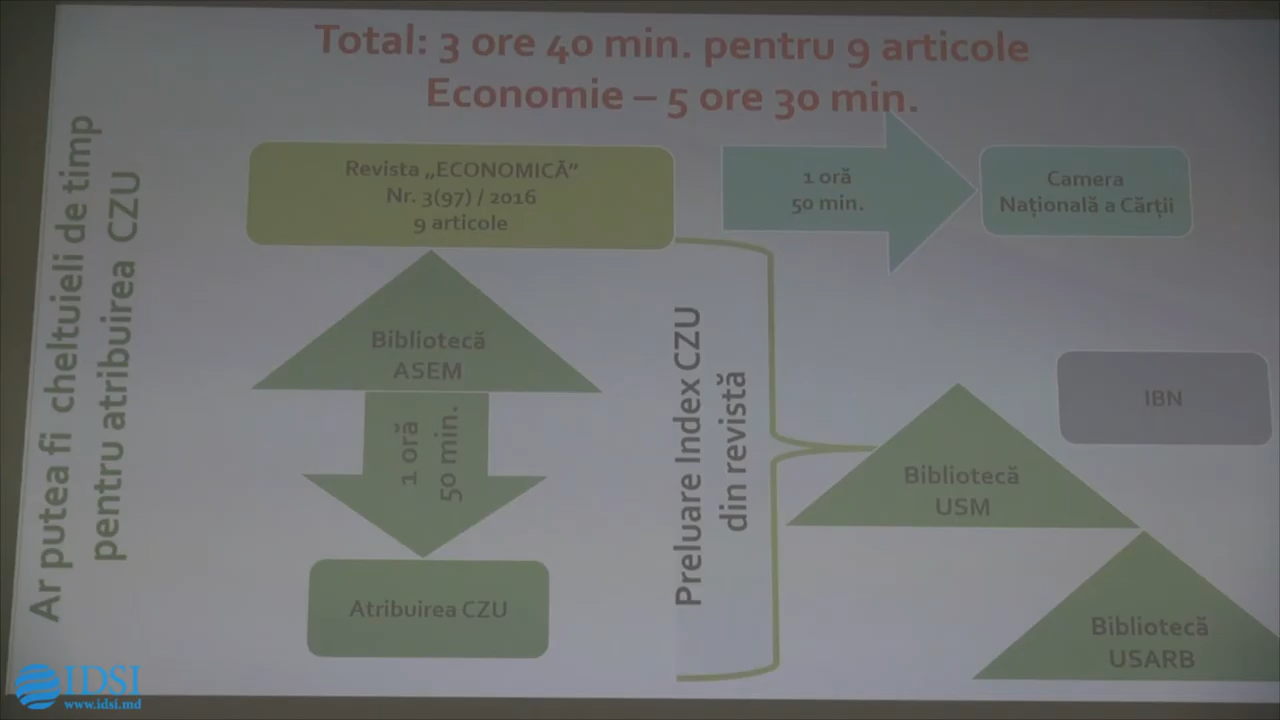 Total: 3 ore 40 min. pentru 9 articole
Economie – 5 ore 30 min.
Ar putea fi cheltuieli de timp
pentru atribuirea CZU
Revista „ECONOMICĂ”
Nr. 3(97) / 2016
9 articole
1 oră
50 min.
Camera
Națională a Cărții
Bibliotecă
ASEM
1 oră
50 min.
Atribuirea CZU
Preluare Index CZU
din revistă
IBN
Bibliotecă
USM
Bibliotecă
USARB
IDSI
www.idsi.md